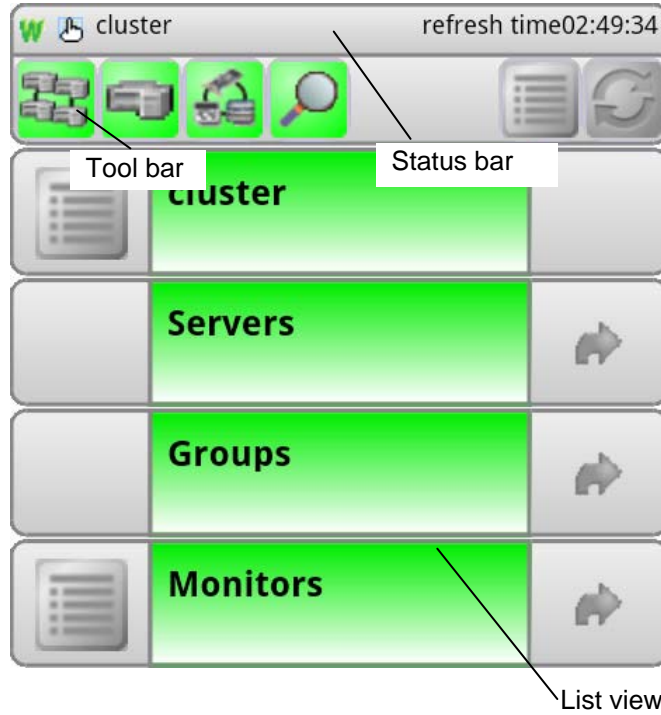 W cluster refresh time02:49:34
Tool bar
Status bar
cluster
Servers
Groups
Monitors
List view